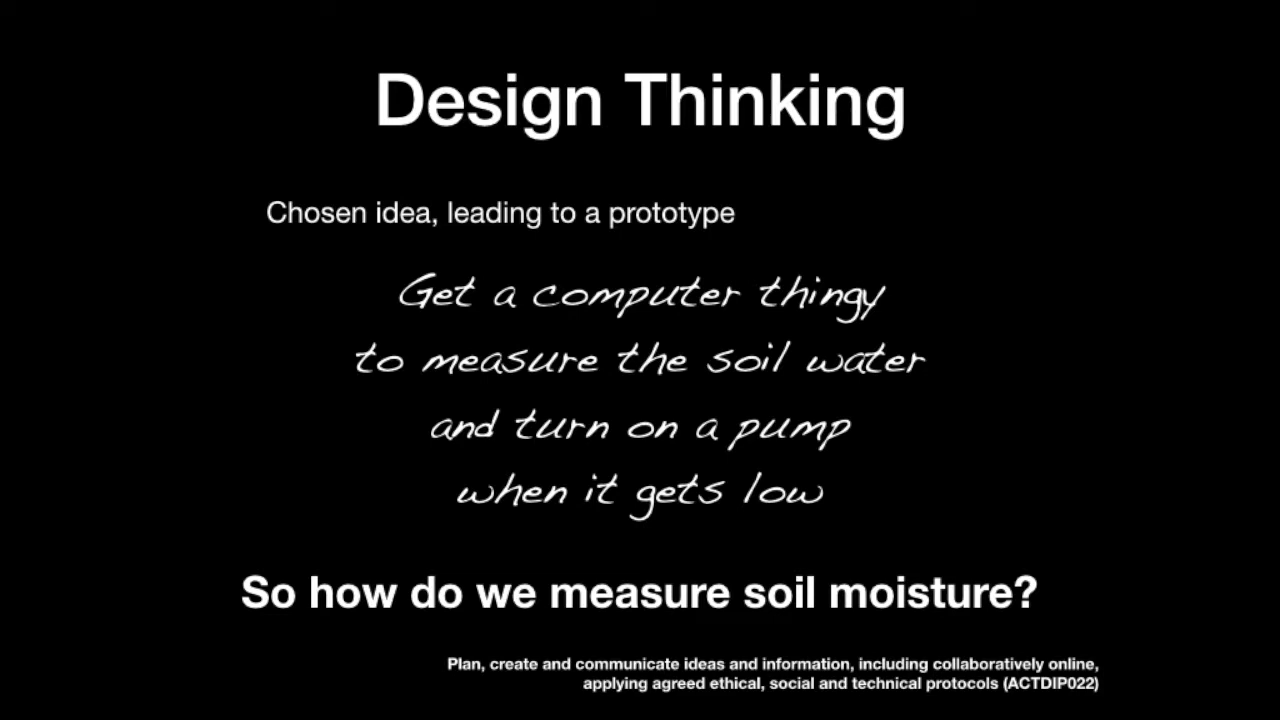 Design Thinking
Chosen idea, leading to a prototype
Get a computer thingy
to measure the soil water
and turn on a pump
when it gets low
So how do we measure soil moisture?
Plan, create and communicate ideas and information, including collaboratively online,
applying agreed ethical, social and technical protocols (ACTDIP022)